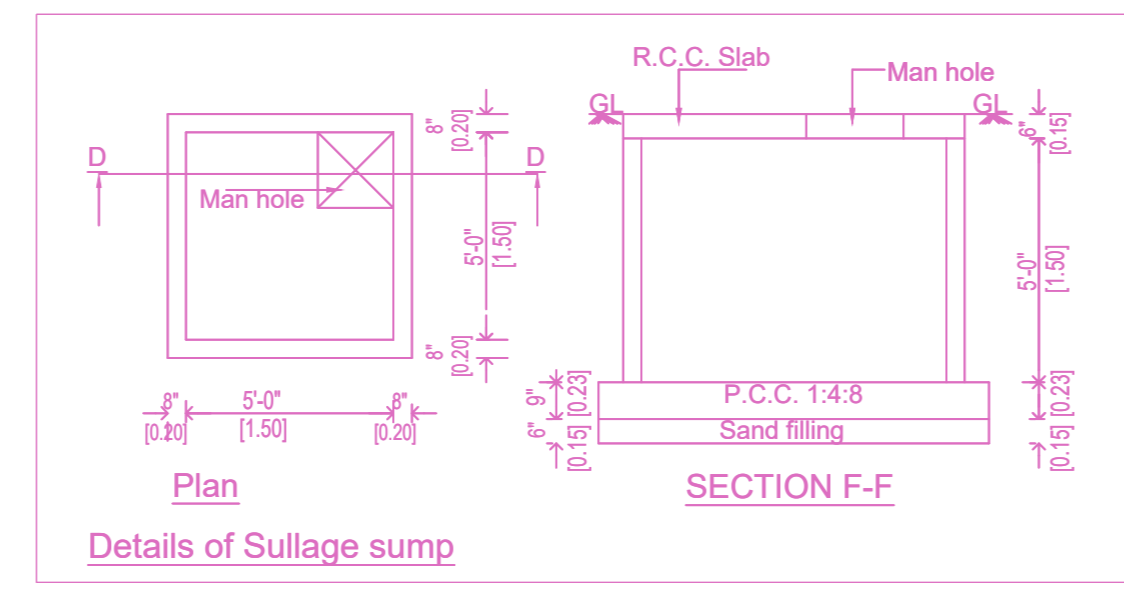 R.C.C. Slab
Man hole
GL
GL
8"
[0.20]
6"
[0.15]
D
D
Man hole
5'-0"
[1.50]
5'-0"
[1.50]
8"
[0.20]
8"
5'-0"
8"
[0.20]
[1.50]
[0.20]
9"
[0.23]
P.C.C. 1:4:8
[0.23]
6"
[0.15]
Sand filling
[0.15]
Plan
SECTION F-F
Details of Sullage sump